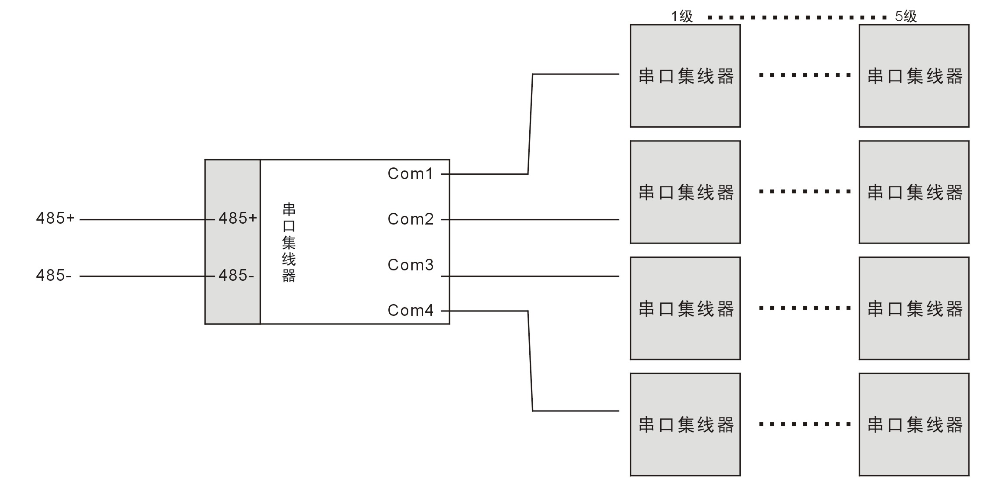 1级 5级
串口集线器 串口集线器
Com1
串口集线器 串口集线器
485+ 485+ 串口集线器 Com2
Com3
485- 485-
串口集线器 串口集线器
Com4
串口集线器 串口集线器